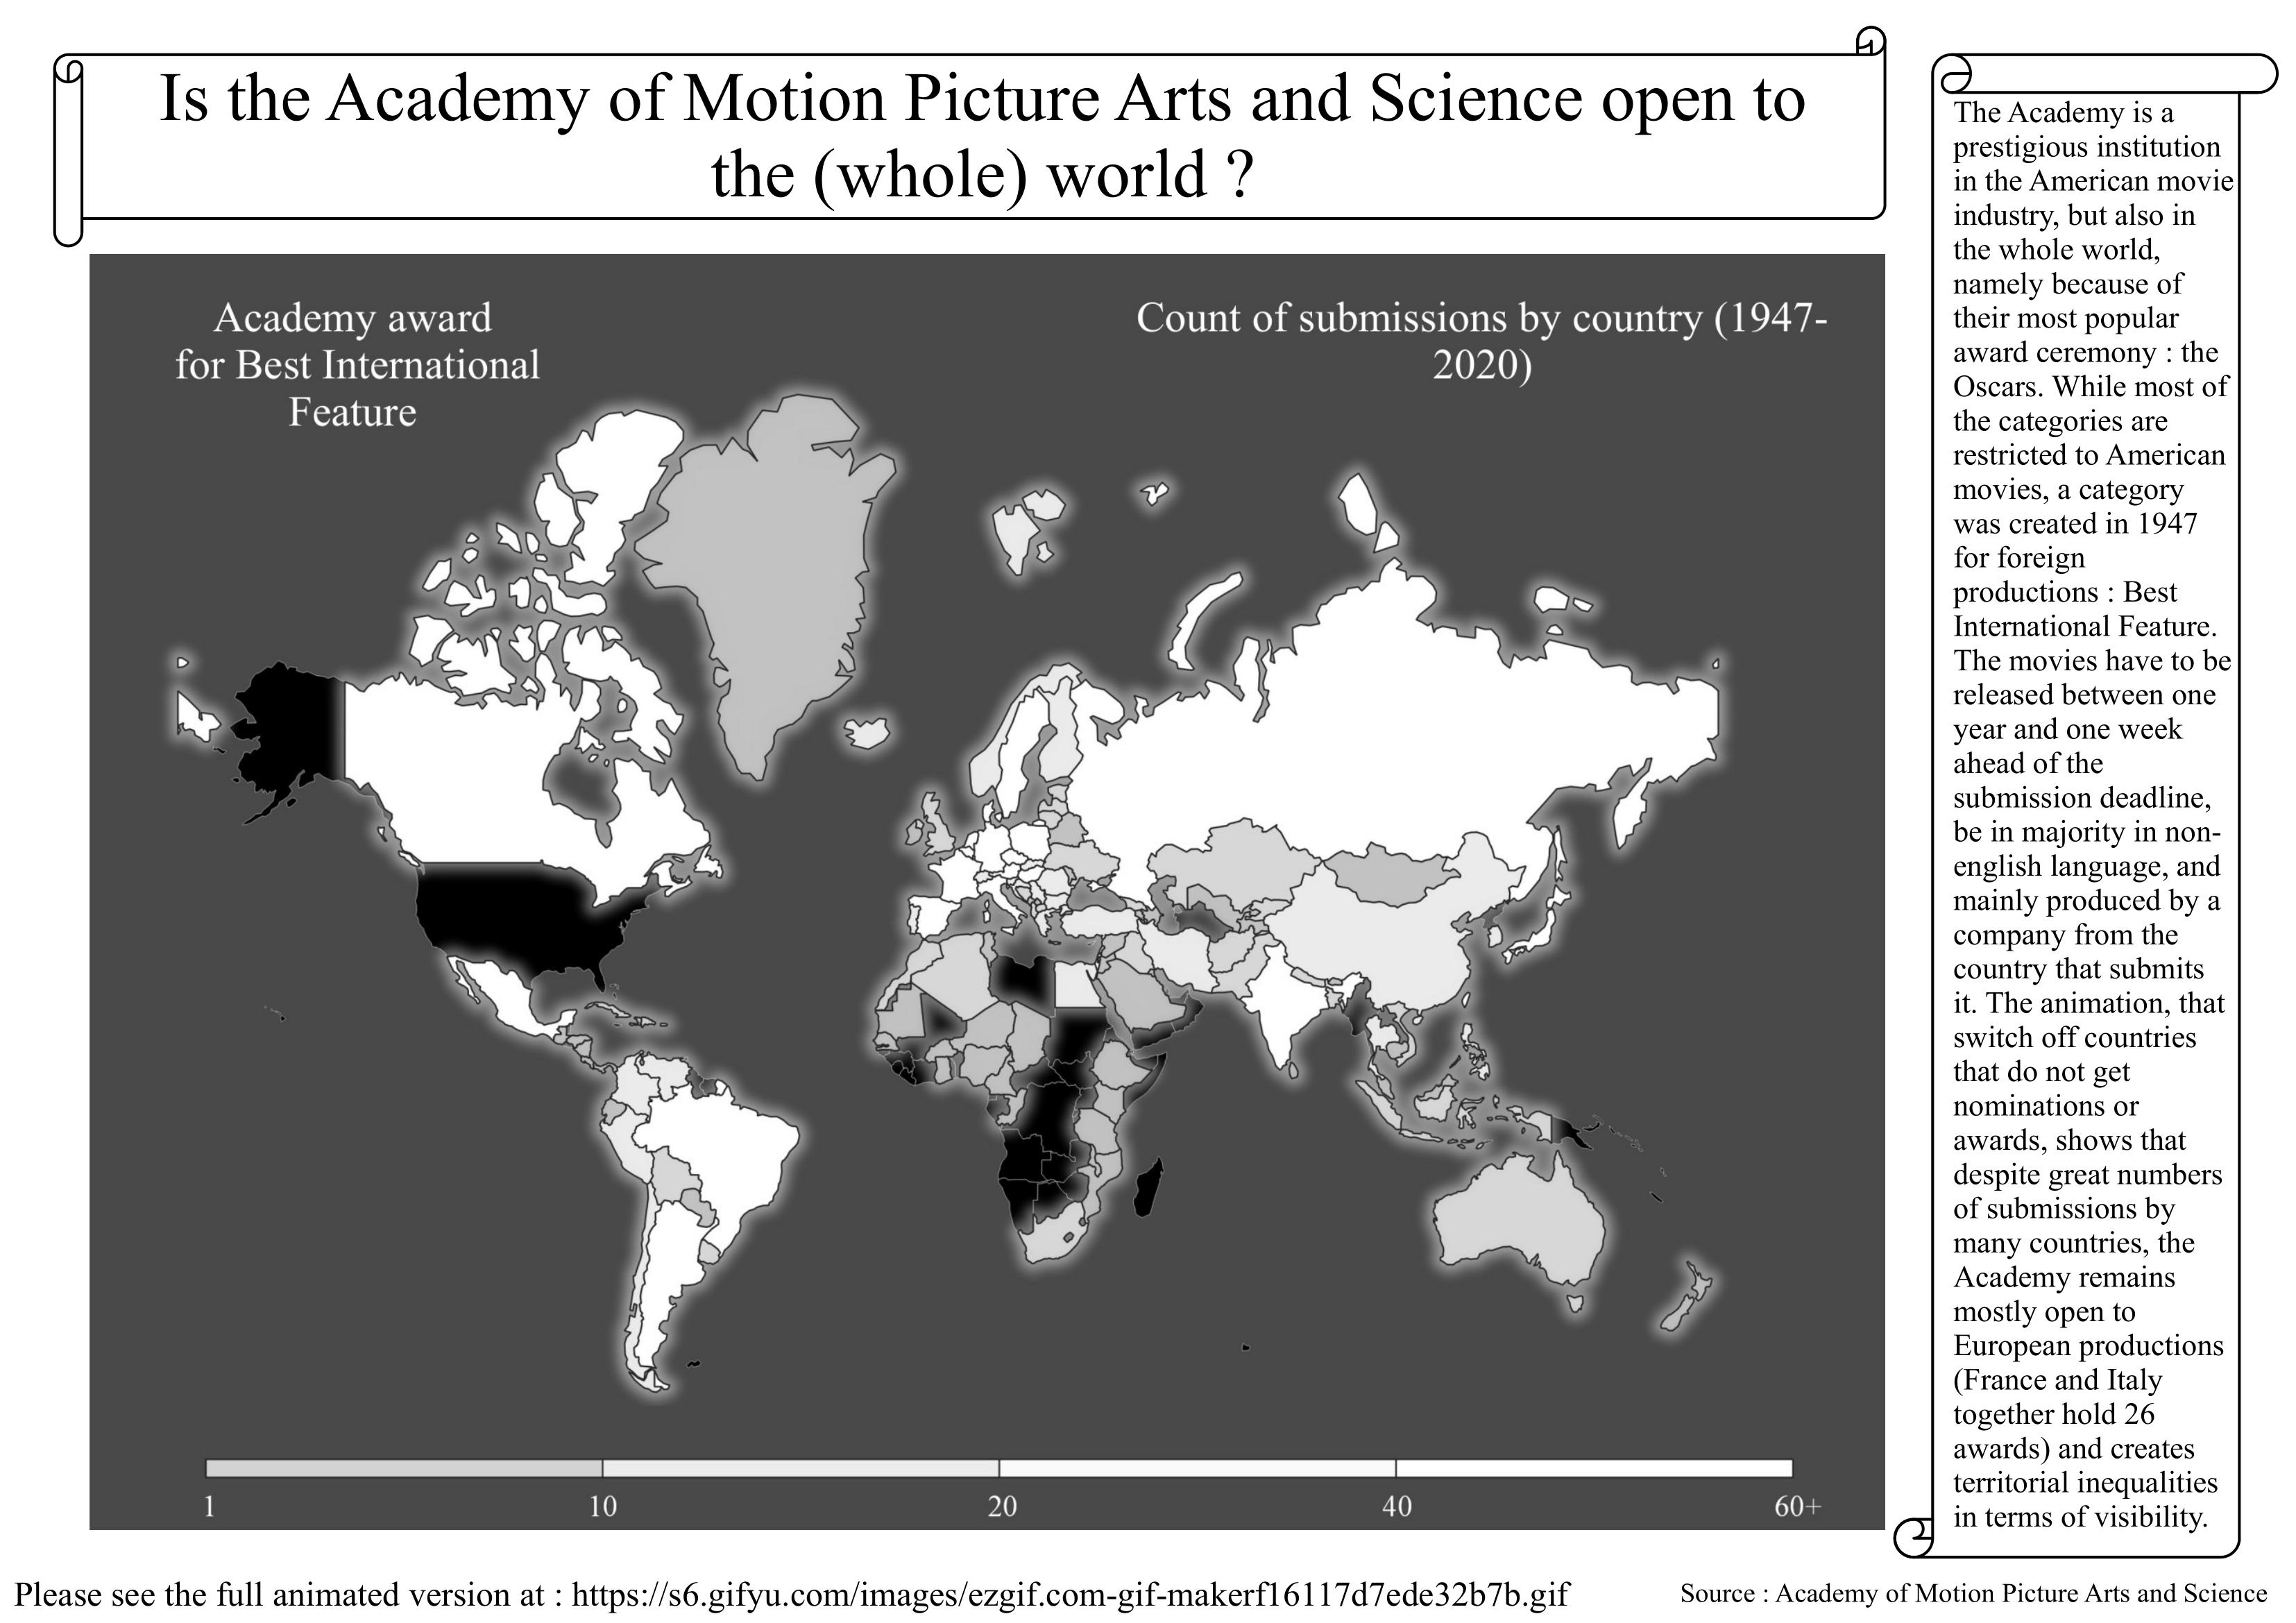 Is the Academy of Motion Picture Arts and Science open to
the (whole) world ?
Academy award
for Best International
Feature
Count of submissions by country (1947-
2020)
1
10
20
40
60+
The Academy is a
prestigious institution
in the American movie
industry, but also in
the whole world,
namely because of
their most popular
award ceremony : the
Oscars. While most of
the categories are
restricted to American
movies, a category
was created in 1947
for foreign
productions : Best
International Feature.
The movies have to be
released between one
year and one week
ahead of the
submission deadline,
be in majority in non-
english language, and
mainly produced by a
company from the
country that submits
it. The animation, that
switch off countries
that do not get
nominations or
awards, shows that
despite great numbers
of submissions by
many countries, the
Academy remains
mostly open to
European productions
(France and Italy
together hold 26
awards) and creates
territorial inequalities
in terms of visibility.
Please see the full animated version at : https://s6.gifyu.com/images/ezgif.com-gif-makerf16117d7ede32b7b.gif
Source : Academy of Motion Picture Arts and Science